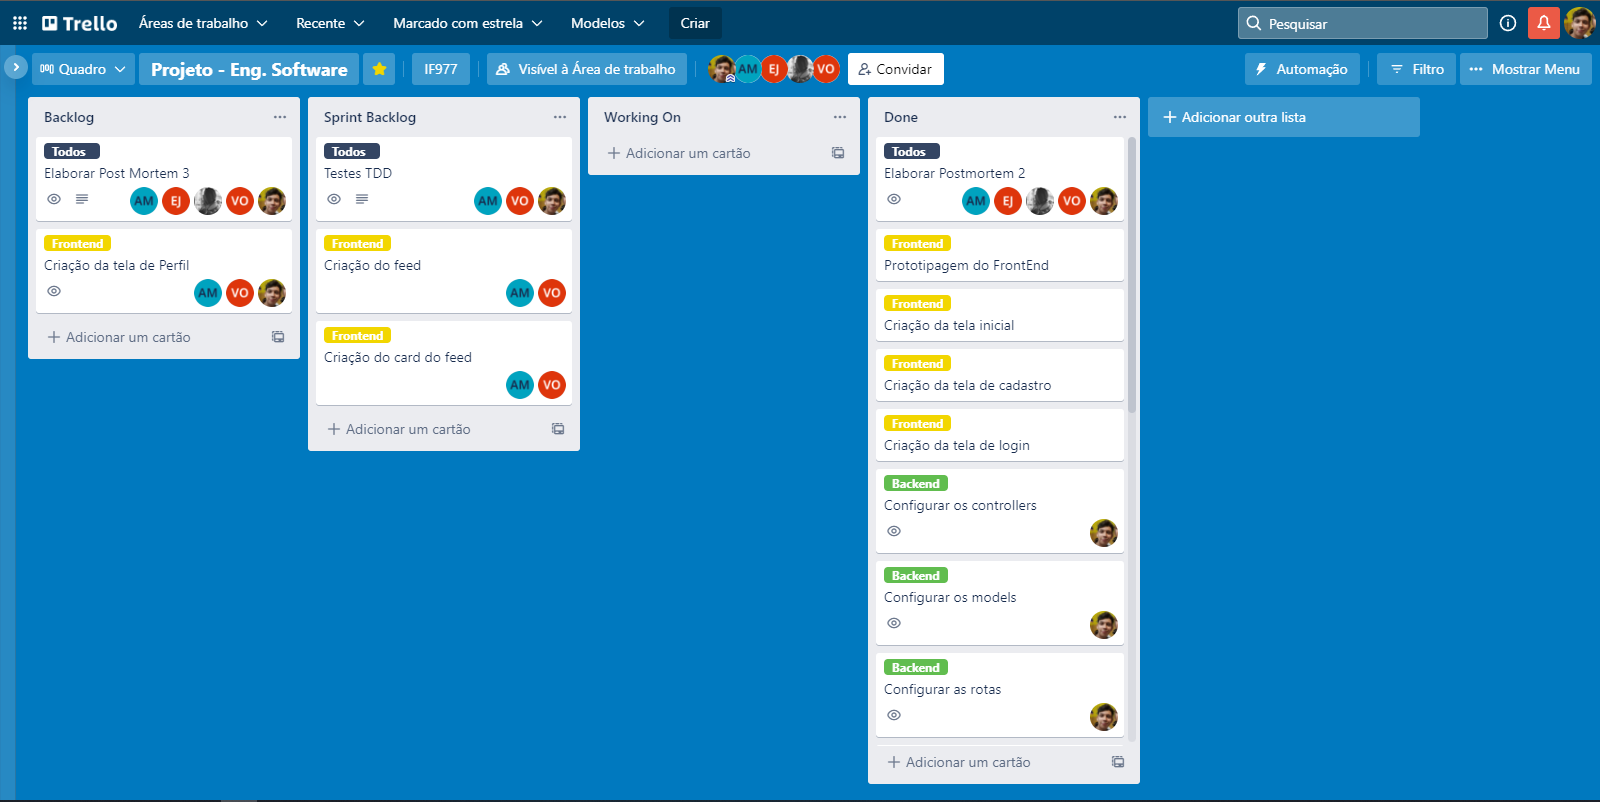 Trello Áreas de trabalho Recente Marcado com estrela Modelos Criar Pesquisar
Quadro Projeto - Eng. Software IF977 Visível à Área de trabalho AM EJ VO Convidar Automação Filtro Mostrar Menu
Backlog
Todos
Elaborar Post Mortem 3
AM EJ VO
Frontend
Criação da tela de Perfil
AM VO
Adicionar um cartão
Sprint Backlog
Todos
Testes TDD
AM VO
Frontend
Criação do feed
AM VO
Frontend
Criação do card do feed
AM VO
Adicionar um cartão
Working On
Adicionar um cartão
Done
Todos
Elaborar Postmortem 2
AM EJ VO
Frontend
Prototipagem do FrontEnd
Frontend
Criação da tela inicial
Frontend
Criação da tela de cadastro
Frontend
Criação da tela de login
Backend
Configurar os controllers
Backend
Configurar os models
Backend
Configurar as rotas
Adicionar um cartão
Adicionar outra lista